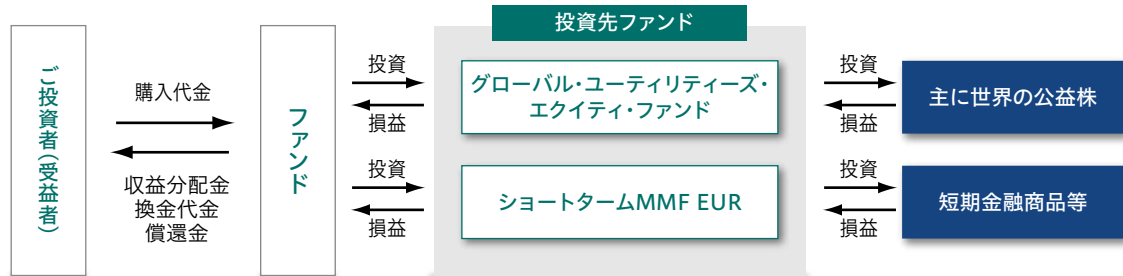 投資先ファンド
ご投資者(受益者)
購入代金
収益分配金
換金代金
償還金
ファンド
投資
損益
グローバル・ユーティリティーズ・
エクイティ・ファンド
投資
損益
主に世界の公益株
投資
損益
ショートタームMMF EUR
投資
損益
短期金融商品等